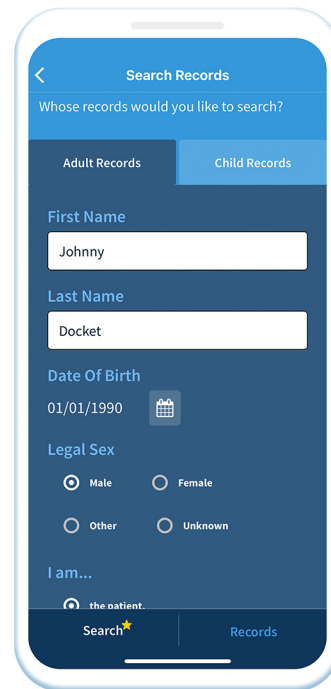 Search Records
Whose records would you like to search?
Adult Records Child Records
First Name
Johnny
Last Name
Docket
Date Of Birth
01/01/1990
Legal Sex
Male Female
Other Unknown
I am...
the patient.
Search Records